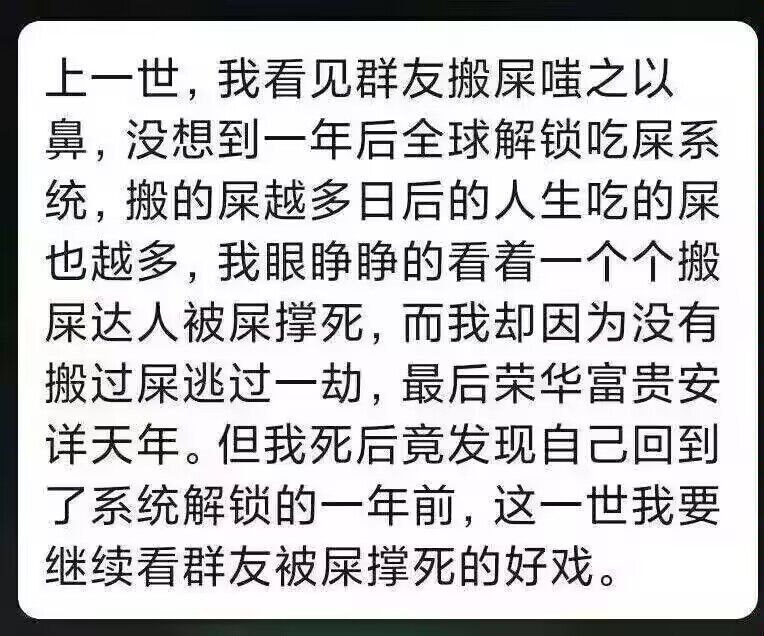 上一世，我看见群友搬屎嗤之以
鼻，没想到一年后全球解锁吃屎系
统，搬的屎越多日后的人生吃的屎
也越多，我眼睁睁的看着一个个搬
屎达人被屎撑死，而我却因为没有
搬过屎逃过一劫，最后荣华富贵安
详天年。但我死后竟发现自己回到
了系统解锁的一年前，这一世我要
继续看群友被屎撑死的好戏。